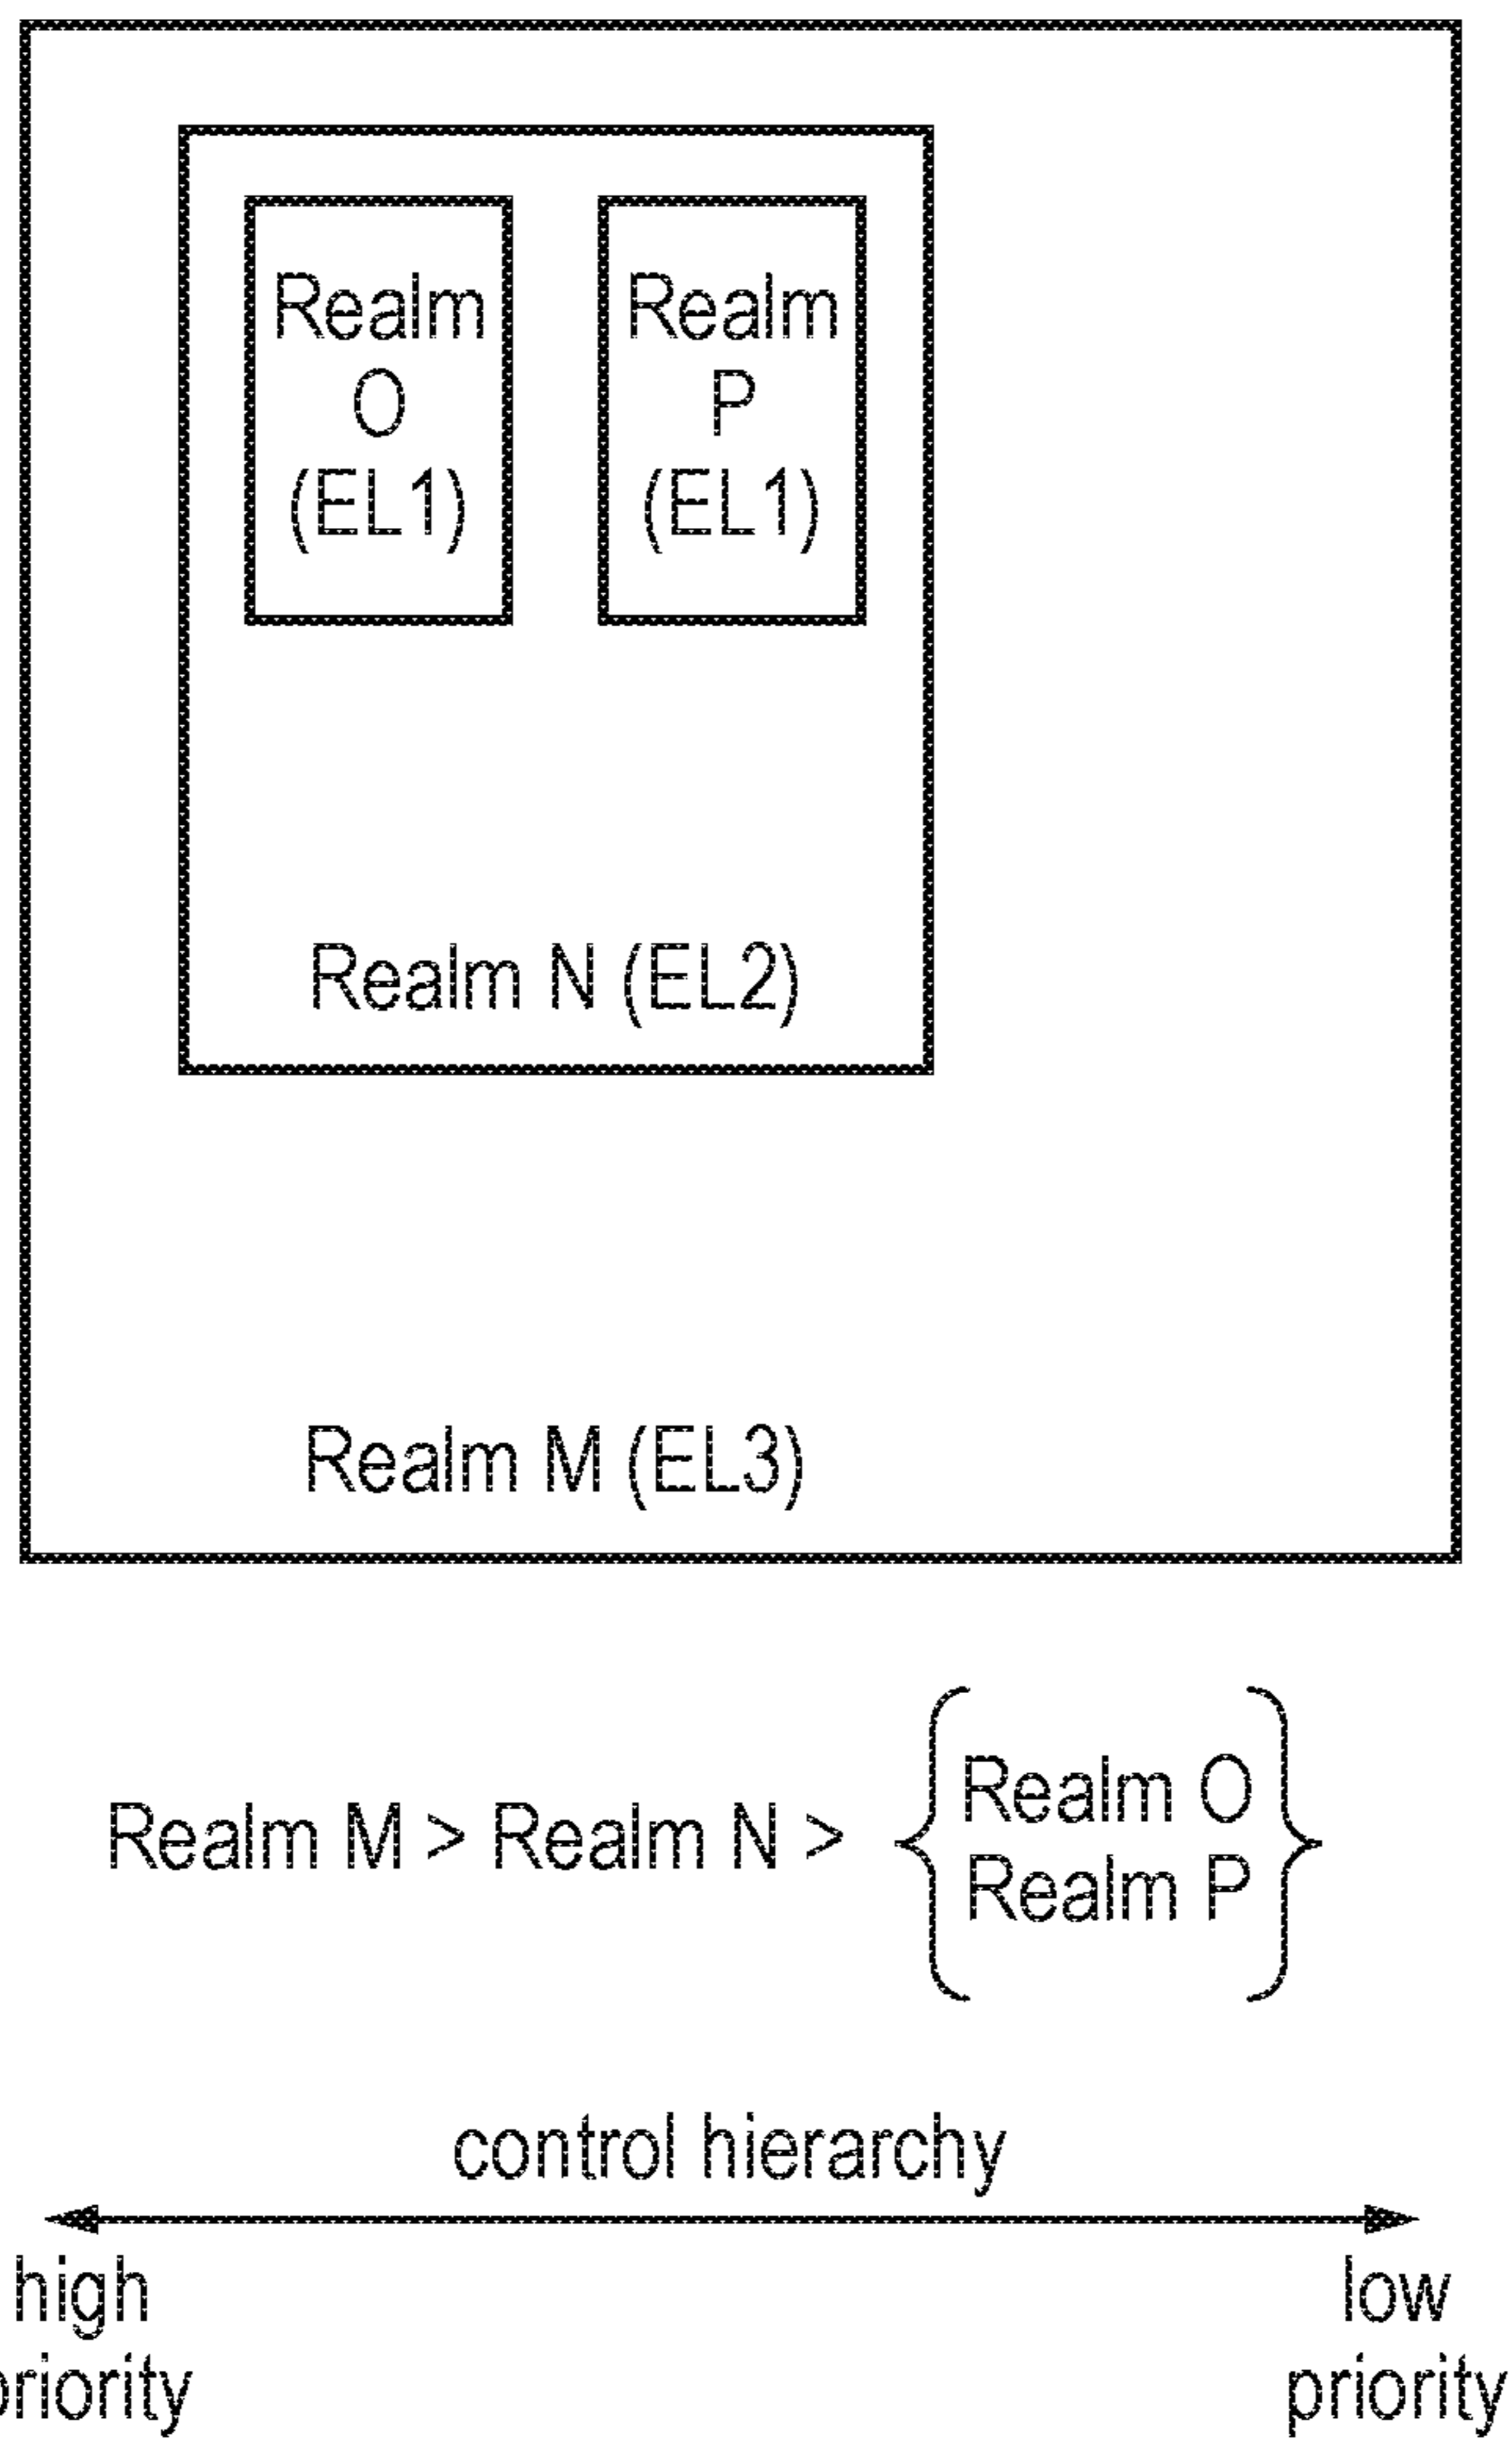 Realm
O
(EL1)
Realm
P
(EL1)
Realm N (EL2)
Realm M (EL3)
Realm M > Realm N > { Realm O
Realm P }
control hierarchy
high
priority
low
priority